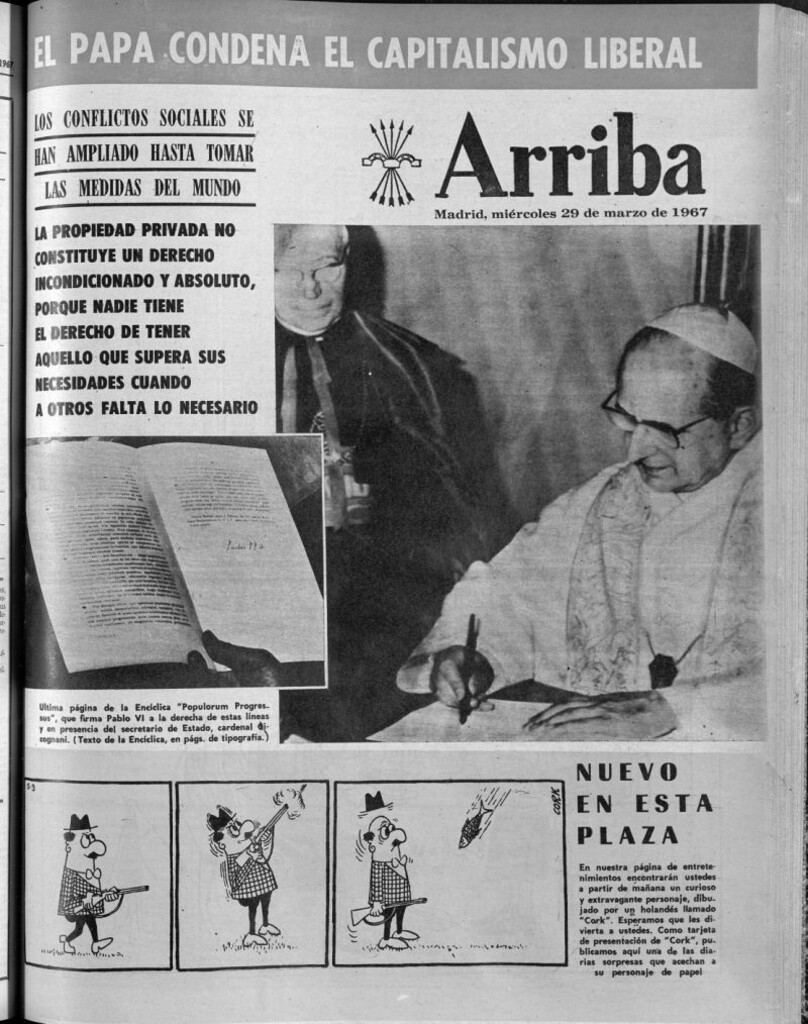 1967
EL PAPA CONDENA EL CAPITALISMO LIBERAL
LOS CONFLICTOS SOCIALES SE
HAN AMPLIADO HASTA TOMAR
LAS MEDIDAS DEL MUNDO
Arriba
Madrid, miércoles 29 de marzo de 1967
LA PROPIEDAD PRIVADA NO
CONSTITUYE UN DERECHO
INCONDICIONADO Y ABSOLUTO,
PORQUE NADIE TIENE
EL DERECHO DE TENER
AQUELLO QUE SUPERA SUS
NECESIDADES CUANDO
A OTROS FALTA LO NECESARIO
Ultima página de la Encíclica "Populorum Progres-
sus", que firma Pablo VI a la derecha de estas líneas
y en presencia del secretario de Estado, cardenal Ci-
cognani. (Texto de la Encíclica, en págs. de tipografía.)
CORK
NUEVO
EN ESTA
PLAZA
En nuestra página de entrete-
nimientos encontrarán ustedes
a partir de mañana un curioso
y extravagante personaje, dibu-
jado por un holandés llamado
"Cork". Esperamos que les di-
vierta a ustedes. Como tarjeta
de presentación de "Cork", pu-
blicamos aquí una de las dia-
rias sorpresas que acechan a
su personaje de papel